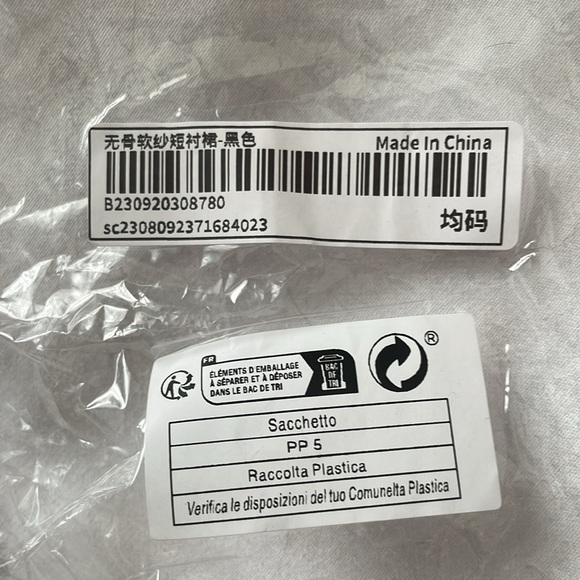 无骨软纱短衬裙-黑色
Made In China
B230920308780
sc2308092371684023
均码
FR
ÉLÉMENTS D'EMBALLAGE
À SÉPARER ET À DÉPOSER
DANS LE BAC DE TRI
BAC
DE
TRI
®
Sacchetto
PP 5
Raccolta Plastica
Verifica le disposizioni del tuo Comunelta Plastica